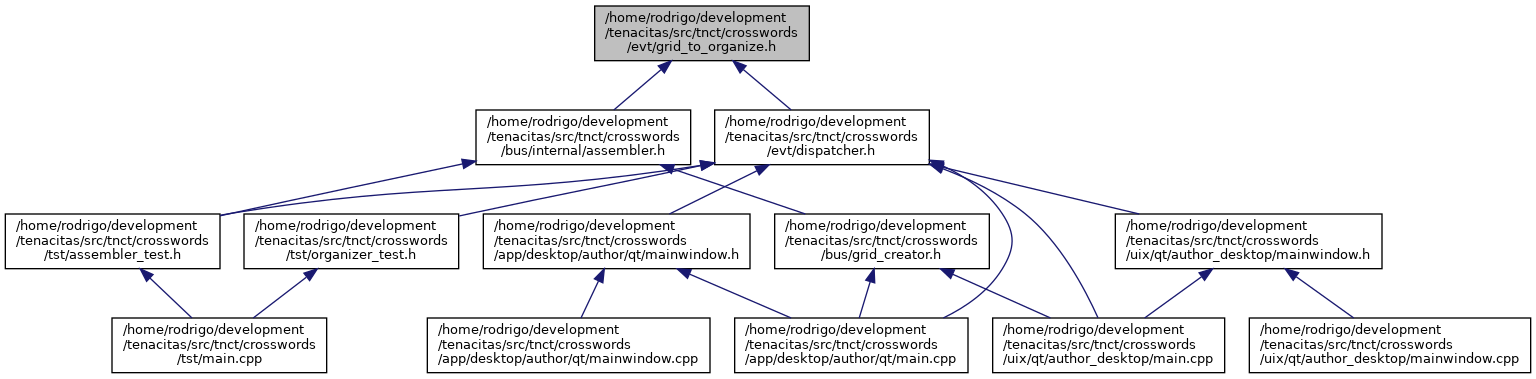 /home/rodrigo/development
/tenacitas/src/tnct/crosswords
/evt/grid_to_organize.h
/home/rodrigo/development
/tenacitas/src/tnct/crosswords
/bus/internal/assembler.h
/home/rodrigo/development
/tenacitas/src/tnct/crosswords
/evt/dispatcher.h
/home/rodrigo/development
/tenacitas/src/tnct/crosswords
/tst/assembler_test.h
/home/rodrigo/development
/tenacitas/src/tnct/crosswords
/tst/organizer_test.h
/home/rodrigo/development
/tenacitas/src/tnct/crosswords
/app/desktop/author/qt/mainwindow.h
/home/rodrigo/development
/tenacitas/src/tnct/crosswords
/bus/grid_creator.h
/home/rodrigo/development
/tenacitas/src/tnct/crosswords
/uix/qt/author_desktop/mainwindow.h
/home/rodrigo/development
/tenacitas/src/tnct/crosswords
/tst/main.cpp
/home/rodrigo/development
/tenacitas/src/tnct/crosswords
/app/desktop/author/qt/mainwindow.cpp
/home/rodrigo/development
/tenacitas/src/tnct/crosswords
/app/desktop/author/qt/main.cpp
/home/rodrigo/development
/tenacitas/src/tnct/crosswords
/uix/qt/author_desktop/main.cpp
/home/rodrigo/development
/tenacitas/src/tnct/crosswords
/uix/qt/author_desktop/mainwindow.cpp